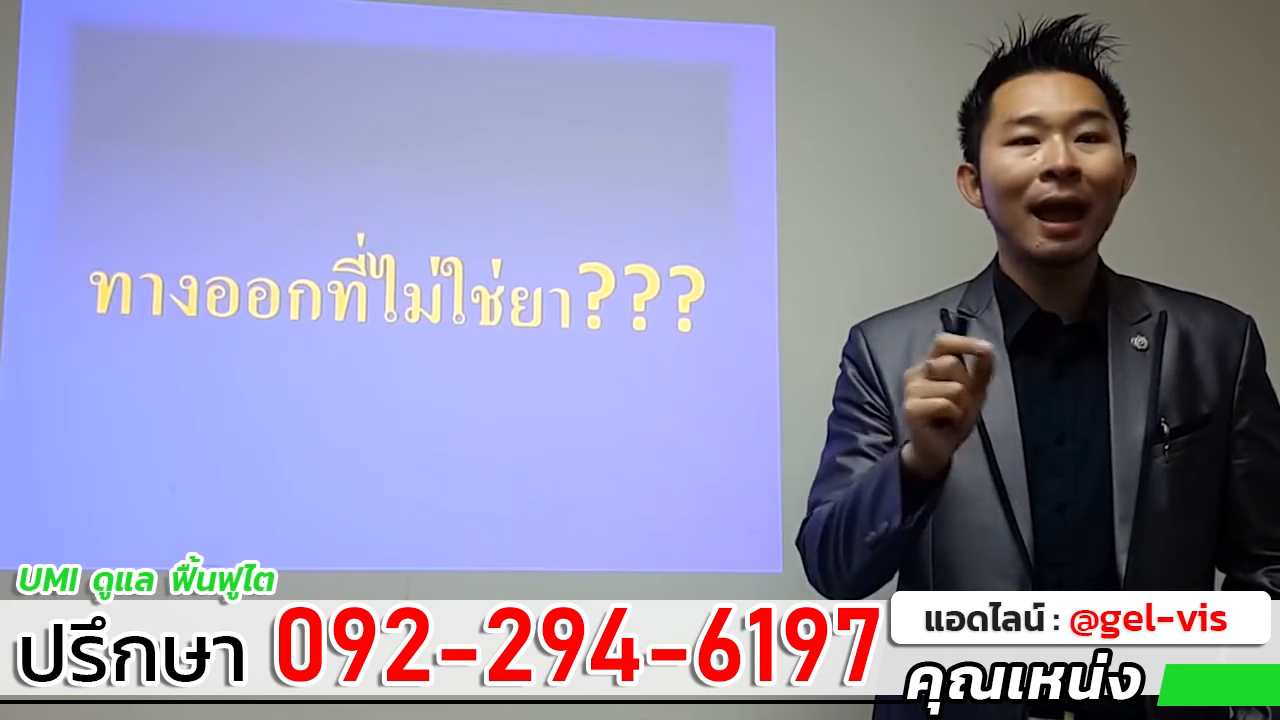 ทางออกที่ไม่ใช่ยา???
UMI ดูแล ฟื้นฟูไต
ปรึกษา 092-294-6197
แอดไลน์ : @gel-vis
คุณเหน่ง